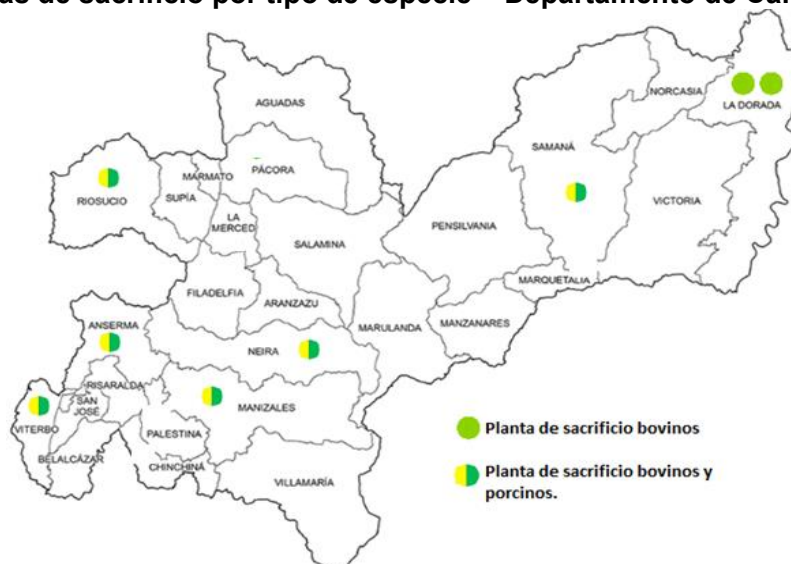 de sacrificio por tipo de especie – Departamento de
AGUADAS
NORCASIA
LA DORADA
SAMANÁ
MARMATO
PÁCORA
RIOSUCIO
SUPÍA
VICTORIA
LA
MERCED
PENSILVANIA
SALAMINA
MARQUETALIA
FILADELFIA
ARANZAZU
ANSERMA
MARULANDA
MANZANARES
NEIRA
RISARALDA
SAN
JOSÉ
MANIZALES
VITERBO
PALESTINA
Planta de sacrificio bovinos
BELALCÁZAR
CHINCHINÁ
VILLAMARÍA
Planta de sacrificio bovinos y
porcinos.